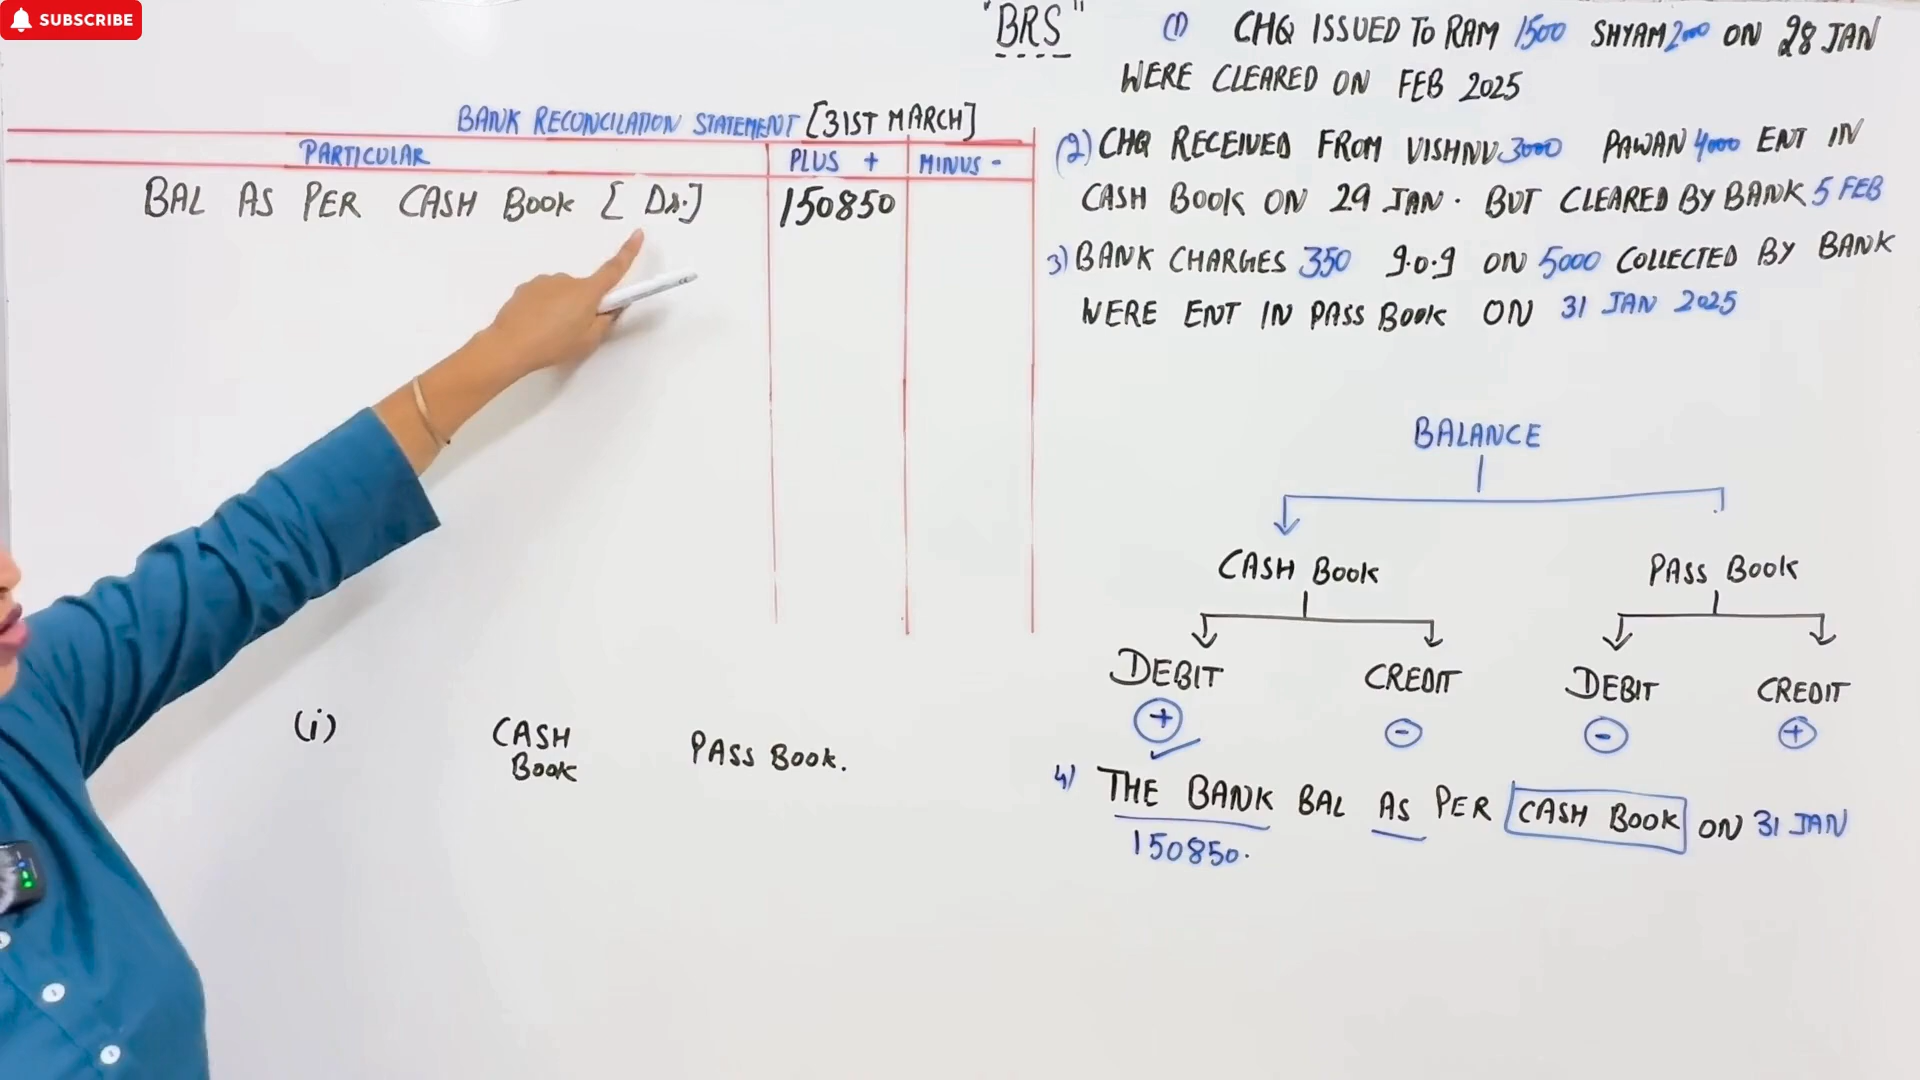 SUBSCRIBE
"BRS"
BANK RECONCILATION STATEMENT [31ST MARCH]
PARTICULAR PLUS + MINUS -
BAL AS PER CASH BOOK [Dr.] 150850
(i) CASH BOOK PASS BOOK.
(1) CHQ ISSUED TO RAM 1500 SHYAM 2000 ON 28 JAN
WERE CLEARED ON FEB 2025
(2) CHQ RECEIVED FROM VISHNU 3000 PAWAN 4000 ENT IN
CASH BOOK ON 29 JAN. BUT CLEARED BY BANK 5 FEB
3) BANK CHARGES 350 g.o.g ON 5000 COLLECTED BY BANK
WERE ENT IN PASS BOOK ON 31 JAN 2025
BALANCE
CASH BOOK PASS BOOK
DEBIT CREDIT DEBIT CREDIT
+ - - +
4) THE BANK BAL AS PER CASH BOOK ON 31 JAN
150850.